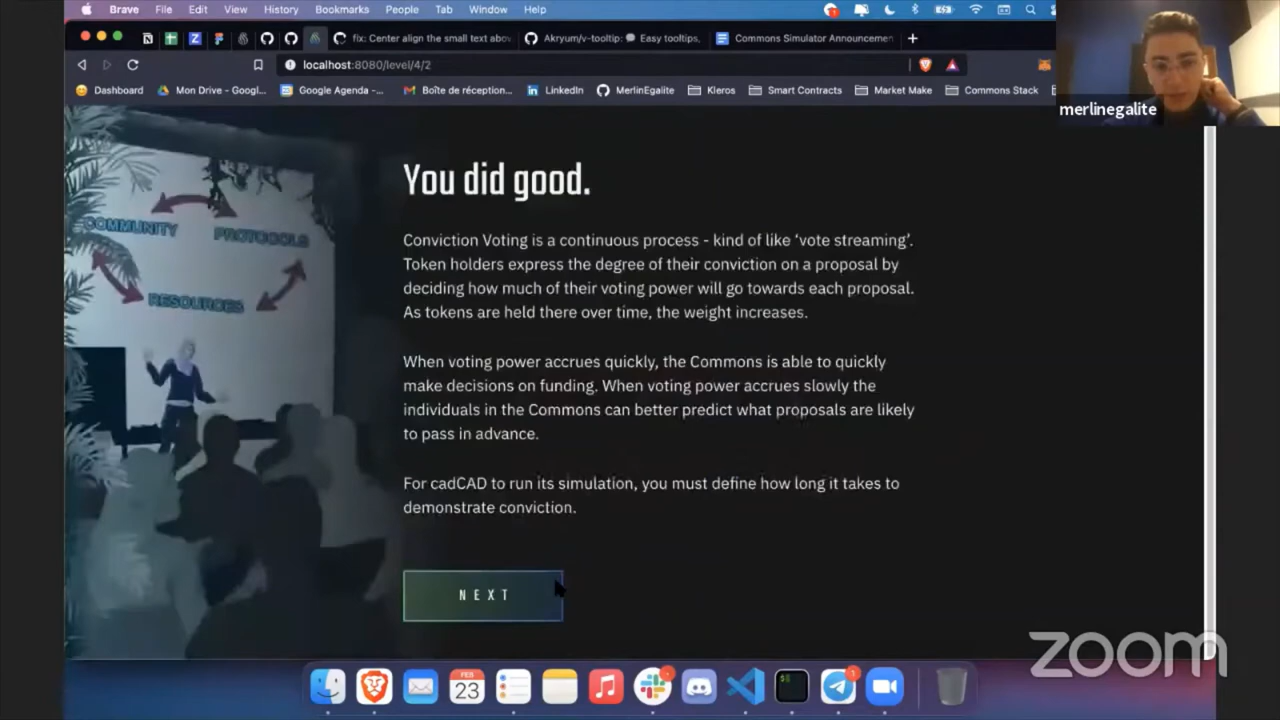 Brave File Edit View History Bookmarks People Tab Window Help
fix: Center align the small text abov
Akryum/v-tooltip: 💬 Easy tooltips,
Commons Simulator Announcemen
localhost:8080/level/4/2
Dashboard
Mon Drive - Googl...
Google Agenda -...
Boîte de réception...
LinkedIn
MerlinEgalite
Kleros
Smart Contracts
Market Make
Commons Stack
merlinegalite
COMMUNITY
PROTOCOLS
RESOURCES
You did good.
Conviction Voting is a continuous process - kind of like ‘vote streaming’.
Token holders express the degree of their conviction on a proposal by
deciding how much of their voting power will go towards each proposal.
As tokens are held there over time, the weight increases.
When voting power accrues quickly, the Commons is able to quickly
make decisions on funding. When voting power accrues slowly the
individuals in the Commons can better predict what proposals are likely
to pass in advance.
For cadCAD to run its simulation, you must define how long it takes to
demonstrate conviction.
NEXT
FEB
23
zoom